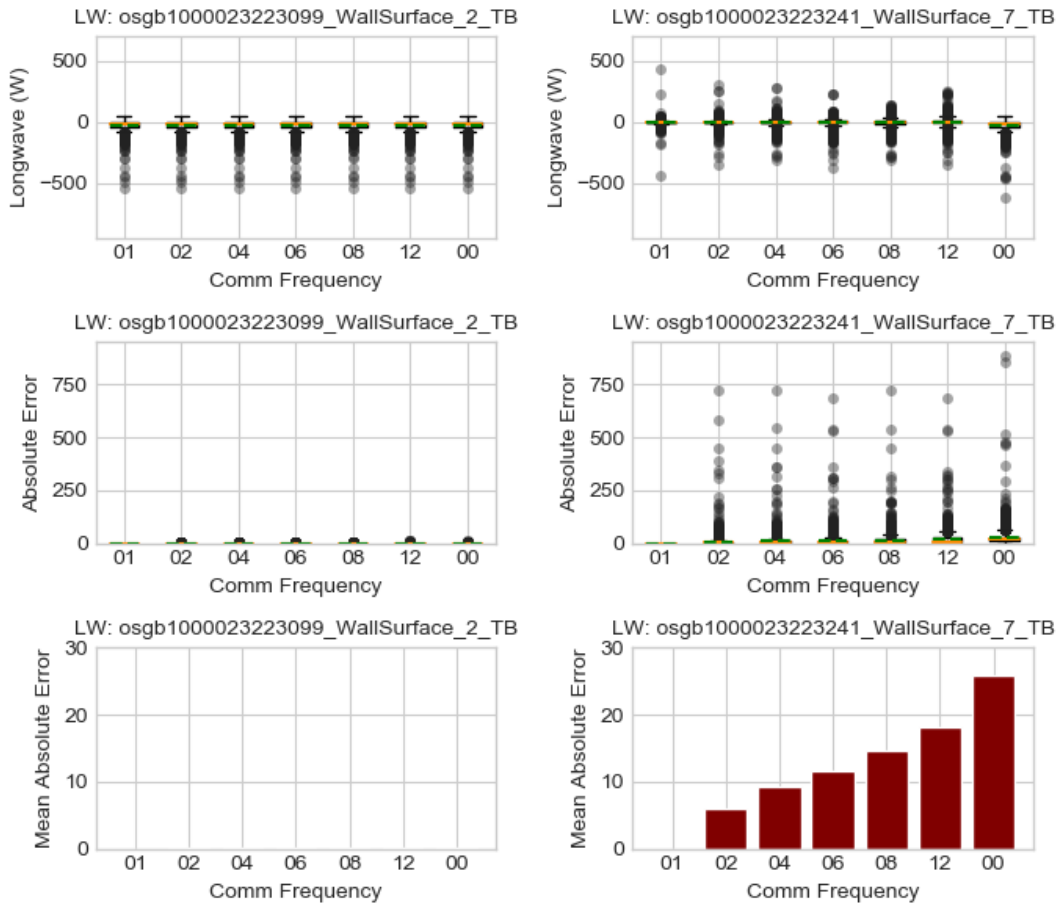 LW: osgb1000023223099_WallSurface_2_TB
Longwave (W)
500
0
−500
01 02 04 06 08 12 00
Comm Frequency
LW: osgb1000023223241_WallSurface_7_TB
Longwave (W)
500
0
−500
01 02 04 06 08 12 00
Comm Frequency
LW: osgb1000023223099_WallSurface_2_TB
Absolute Error
750
500
250
0
01 02 04 06 08 12 00
Comm Frequency
LW: osgb1000023223241_WallSurface_7_TB
Absolute Error
750
500
250
0
01 02 04 06 08 12 00
Comm Frequency
LW: osgb1000023223099_WallSurface_2_TB
Mean Absolute Error
30
20
10
0
01 02 04 06 08 12 00
Comm Frequency
LW: osgb1000023223241_WallSurface_7_TB
Mean Absolute Error
30
20
10
0
01 02 04 06 08 12 00
Comm Frequency